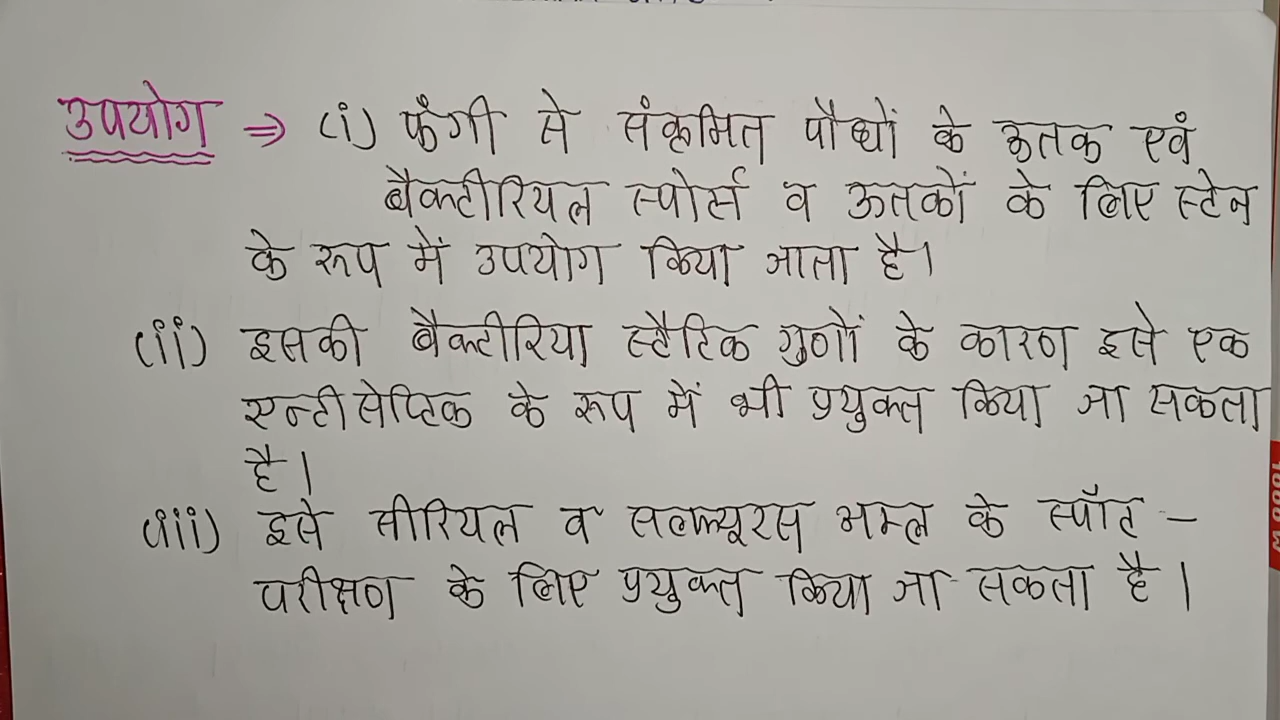 उपयोग ⇒ (i) फँगी से संक्रमित पौधों के ऊतक एवं
बैक्टीरियल स्पोर्स व ऊतकों के लिए स्टेन
के रूप में उपयोग किया जाता है।
(ii) इसकी बैक्टीरिया स्टैटिक गुणों के कारण इसे एक
एन्टीसेप्टिक के रूप में भी प्रयुक्त किया जा सकता
है।
(iii) इसे सीरियल व सल्फ्यूरस अम्ल के स्पॉट -
परीक्षण के लिए प्रयुक्त किया जा सकता है।